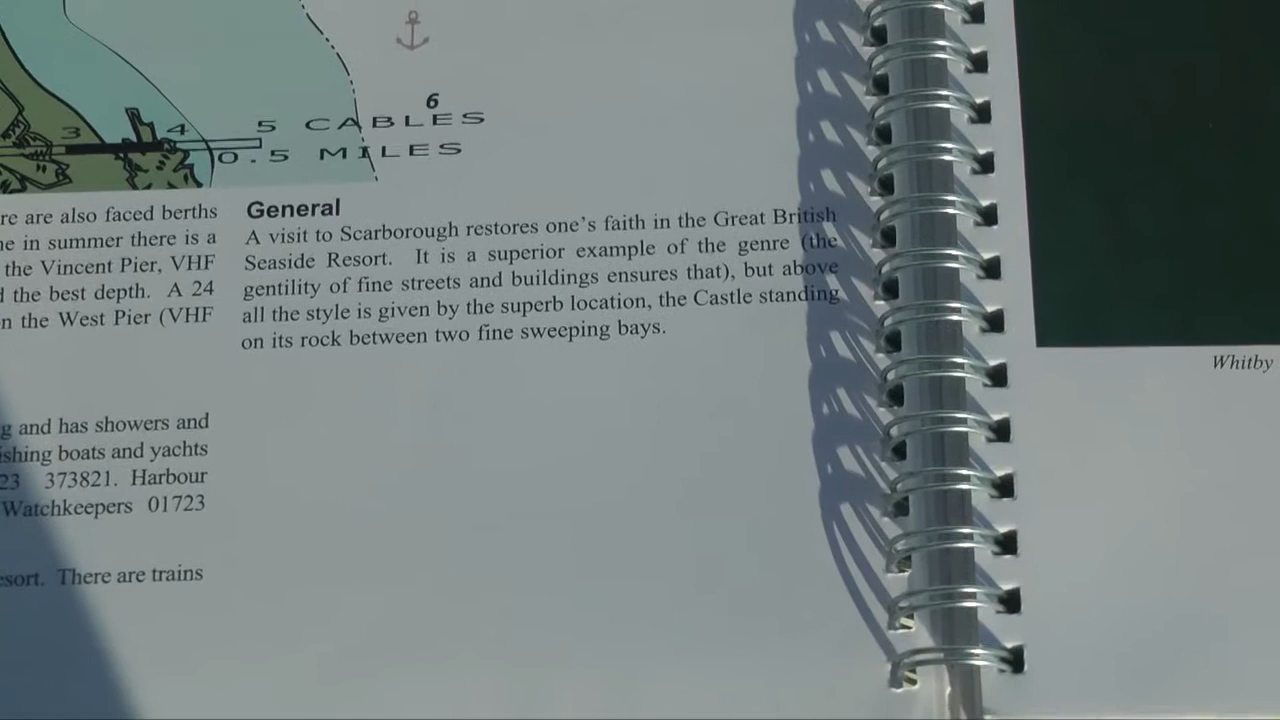 6
3 4 5 CABLES
0.5 MILES
re are also faced berths
e in summer there is a
the Vincent Pier, VHF
the best depth. A 24
n the West Pier (VHF
g and has showers and
shing boats and yachts
23 373821. Harbour
Watchkeepers 01723
esort. There are trains
General
A visit to Scarborough restores one's faith in the Great British
Seaside Resort. It is a superior example of the genre (the
gentility of fine streets and buildings ensures that), but above
all the style is given by the superb location, the Castle standing
on its rock between two fine sweeping bays.
Whitby